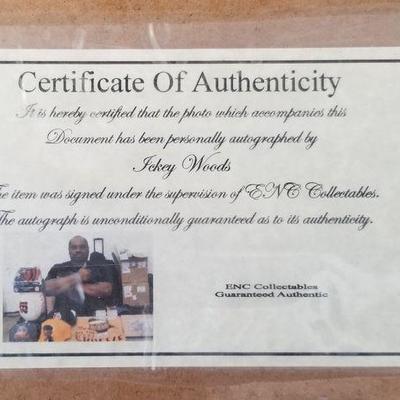 Certificate Of Authenticity
It is hereby certified that the photo which accompanies this
Document has been personally autographed by
Ickey Woods
The item was signed under the supervision of ENC Collectables.
The autograph is unconditionally guaranteed as to its authenticity.
ENC Collectables
Guaranteed Authentic